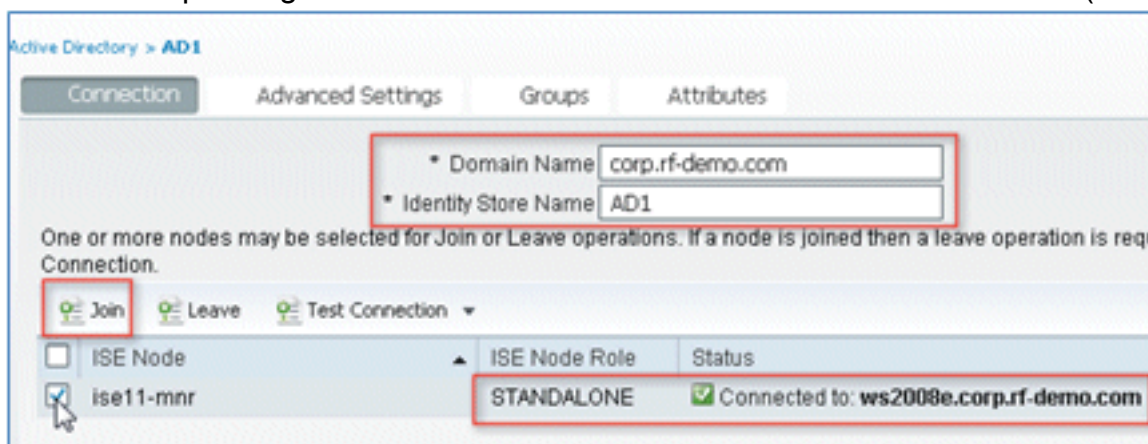 Active Directory > AD1
Connection Advanced Settings Groups Attributes
* Domain Name corp.rf-demo.com
* Identity Store Name AD1
One or more nodes may be selected for Join or Leave operations. If a node is joined then a leave operation is
Connection.
Join Leave Test Connection
ISE Node ISE Node Role Status
ise11-mnr STANDALONE Connected to: ws2008e.corp.rf-demo.com